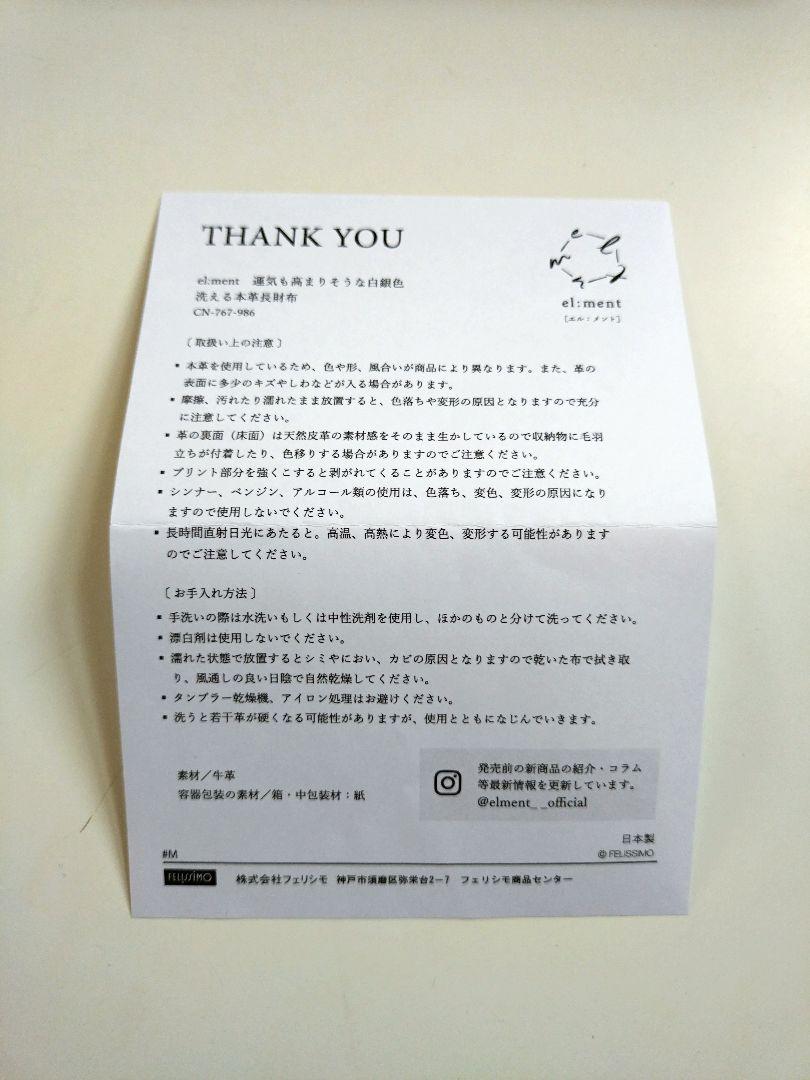 THANK YOU
el:ment
el:ment　運気も高まりそうな白銀色
洗える本革長財布
CN-767-986
el:ment
［エル：メント］
〔 取扱い上の注意 〕
▪ 本革を使用しているため、色や形、風合いが商品により異なります。また、革の
表面に多少のキズやしわなどが入る場合があります。
▪ 摩擦、汚れたり濡れたまま放置すると、色落ちや変形の原因となりますので充分
に注意してください。
▪ 革の裏面（床面）は天然皮革の素材感をそのまま生かしているので収納物に毛羽
立ちが付着したり、色移りする場合がありますのでご注意ください。
▪ プリント部分を強くこすると剥がれてくることがありますのでご注意ください。
▪ シンナー、ベンジン、アルコール類の使用は、色落ち、変色、変形の原因になり
ますので使用しないでください。
▪ 長時間直射日光にあたると。高温、高熱により変色、変形する可能性があります
のでご注意してください。
〔 お手入れ方法 〕
▪ 手洗いの際は水洗いもしくは中性洗剤を使用し、ほかのものと分けて洗ってください。
▪ 漂白剤は使用しないでください。
▪ 濡れた状態で放置するとシミやにおい、カビの原因となりますので乾いた布で拭き取
り、風通しの良い日陰で自然乾燥してください。
▪ タンブラー乾燥機、アイロン処理はお避けください。
▪ 洗うと若干革が硬くなる可能性がありますが、使用とともになじんでいきます。
素材／牛革
容器包装の素材／箱・中包装材：紙
発売前の新商品の紹介・コラム
等最新情報を更新しています。
@elment_ _official
日本製
#M
© FELISSIMO
FELISSIMO　株式会社フェリシモ　神戸市須磨区弥栄台2−7　フェリシモ商品センター